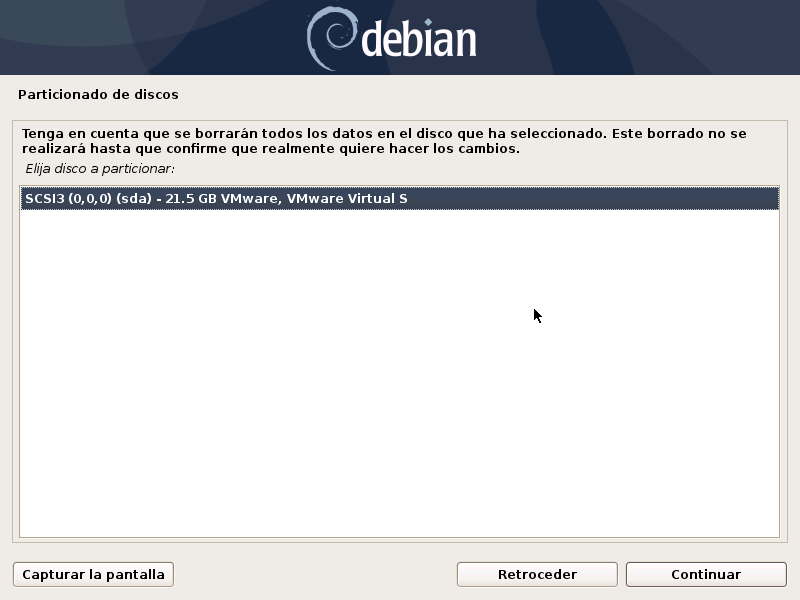 debian
Particionado de discos
Tenga en cuenta que se borrarán todos los datos en el disco que ha seleccionado. Este borrado no se
realizará hasta que confirme que realmente quiere hacer los cambios.
Elija disco a particionar:
SCSI3 (0,0,0) (sda) - 21.5 GB VMware, VMware Virtual S
Capturar la pantalla
Retroceder
Continuar